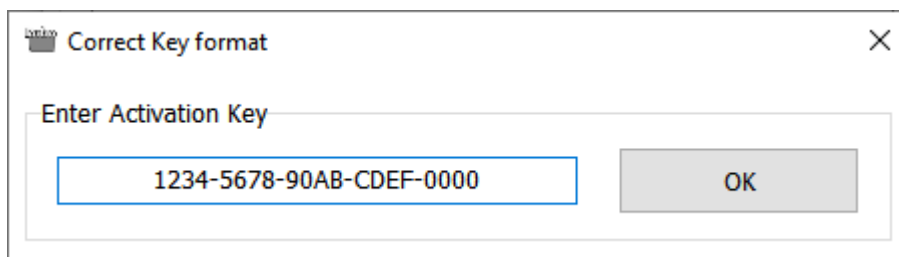 Correct Key format
Enter Activation Key
1234-5678-90AB-CDEF-0000
OK